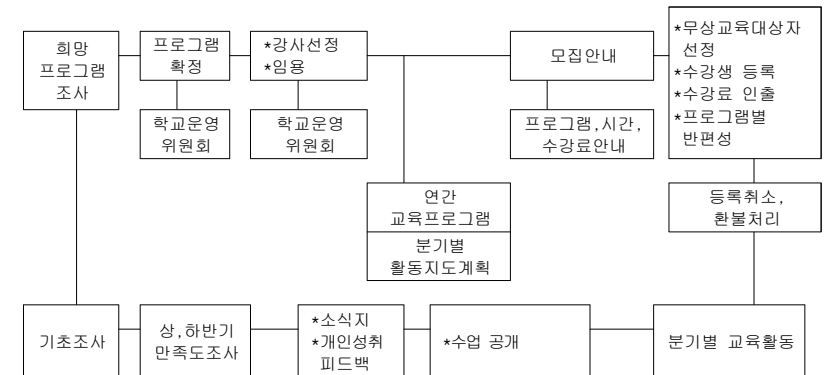 희망
프로그램
조사
프로그램
확정
*강사선정
*임용
학교운영
위원회
학교운영
위원회
모집안내
프로그램,시간,
수강료안내
*무상교육대상자
선정
*수강생 등록
*수강료 인출
*프로그램별
반편성
연간
교육프로그램
분기별
활동지도계획
등록취소,
환불처리
기초조사
상,하반기
만족도조사
*소식지
*개인성취
피드백
*수업 공개
분기별 교육활동